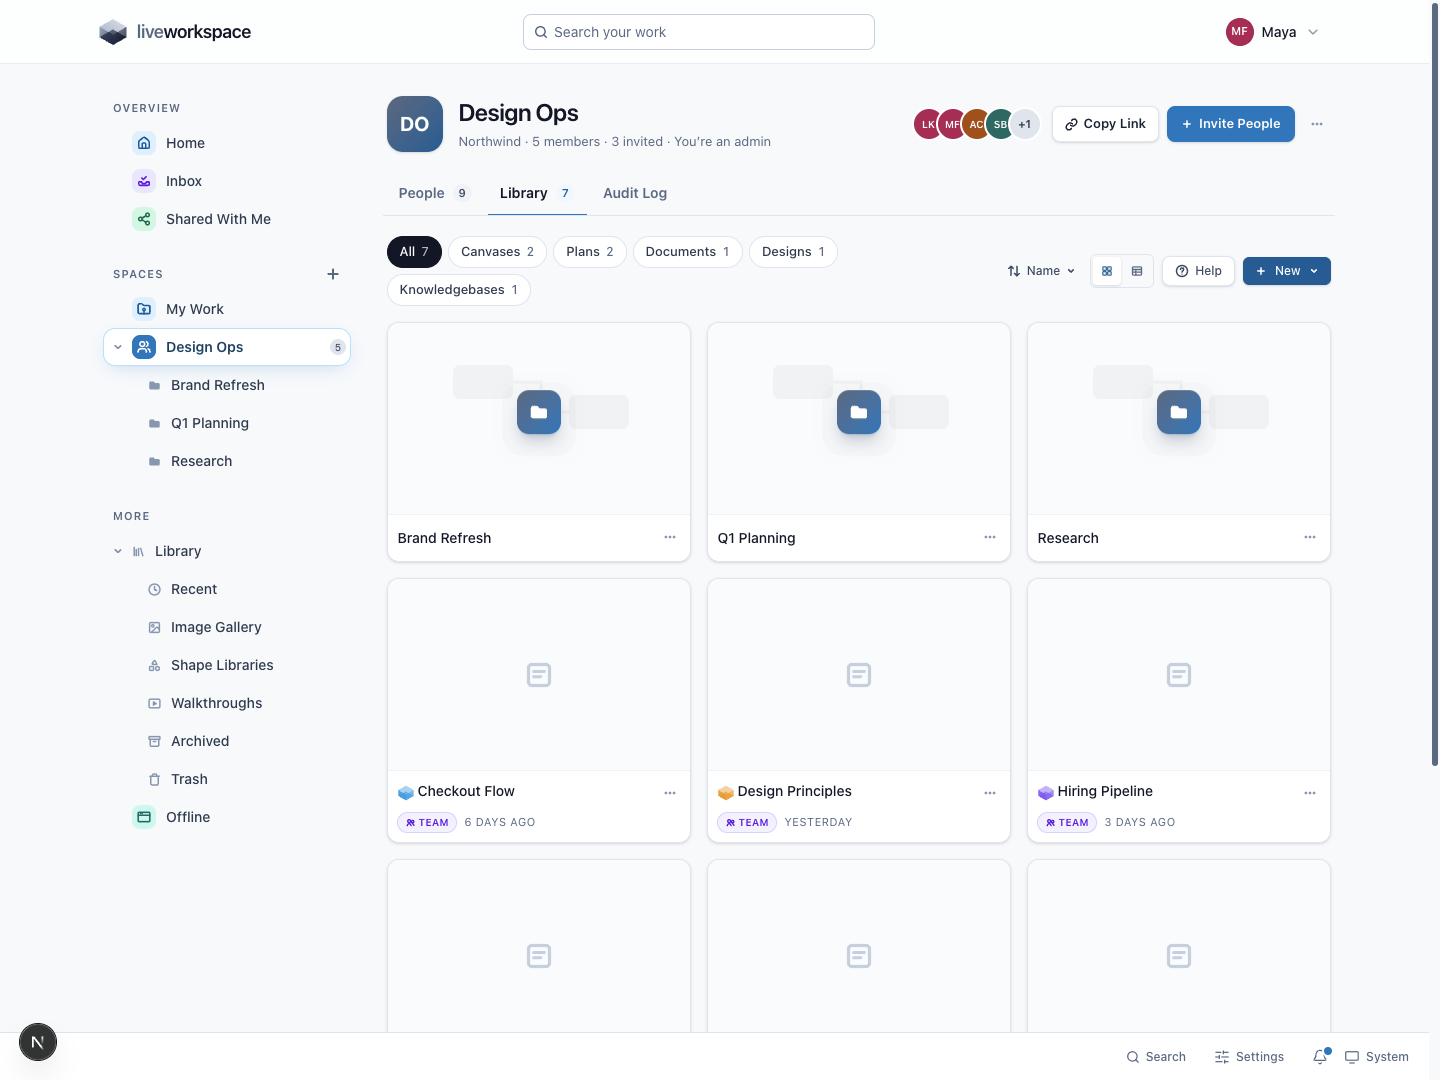 liveworkspace
Search your work
MF Maya
OVERVIEW
Home
Inbox
Shared With Me
SPACES
My Work
Design Ops 5
Brand Refresh
Q1 Planning
Research
MORE
Library
Recent
Image Gallery
Shape Libraries
Walkthroughs
Archived
Trash
Offline
DO
Design Ops
Northwind · 5 members · 3 invited · You’re an admin
LK MF AC SB +1
Copy Link
Invite People
People 9 Library 7 Audit Log
All 7 Canvases 2 Plans 2 Documents 1 Designs 1
Knowledgebases 1
Name
Help
New
Brand Refresh
Q1 Planning
Research
Checkout Flow
TEAM 6 DAYS AGO
Design Principles
TEAM YESTERDAY
Hiring Pipeline
TEAM 3 DAYS AGO
N
Search Settings System